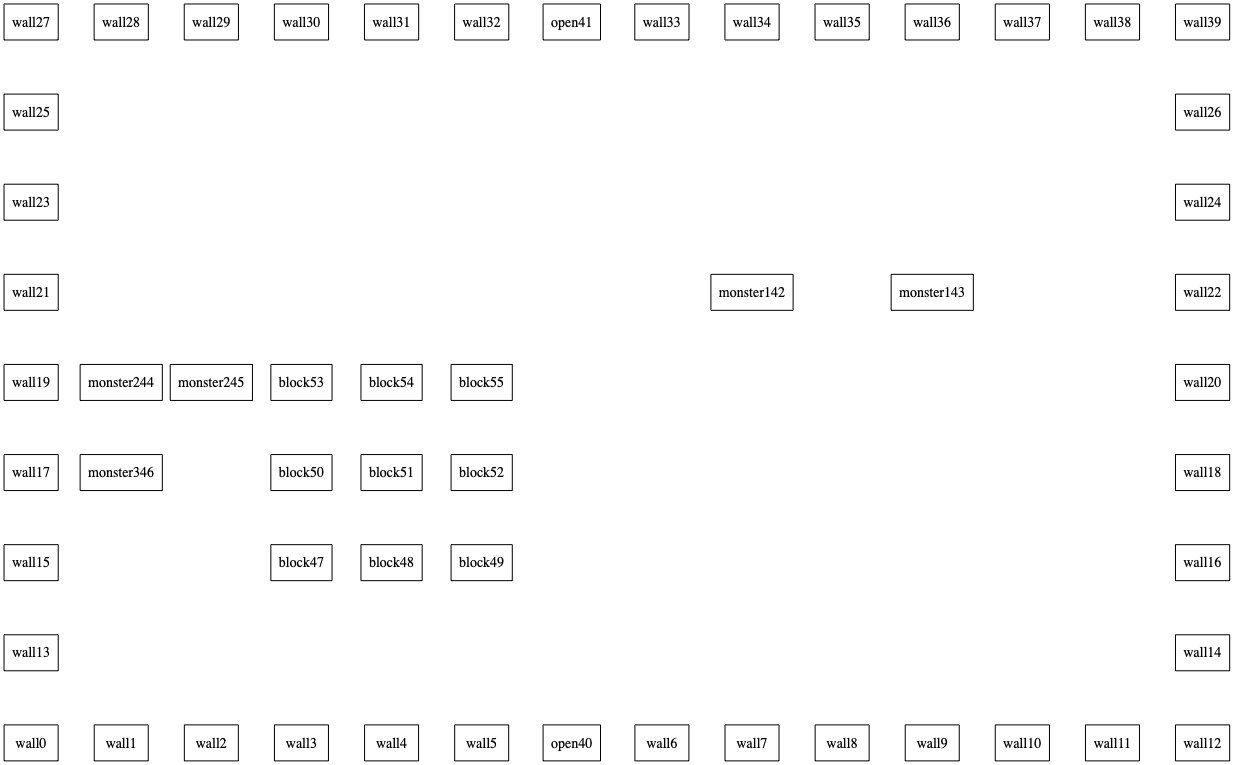 wall27 wall28 wall29 wall30 wall31 wall32 open41 wall33 wall34 wall35 wall36 wall37 wall38 wall39
wall25 wall26
wall23 wall24
wall21 monster142 monster143 wall22
wall19 monster244 monster245 block53 block54 block55 wall20
wall17 monster346 block50 block51 block52 wall18
wall15 block47 block48 block49 wall16
wall13 wall14
wall0 wall1 wall2 wall3 wall4 wall5 open40 wall6 wall7 wall8 wall9 wall10 wall11 wall12